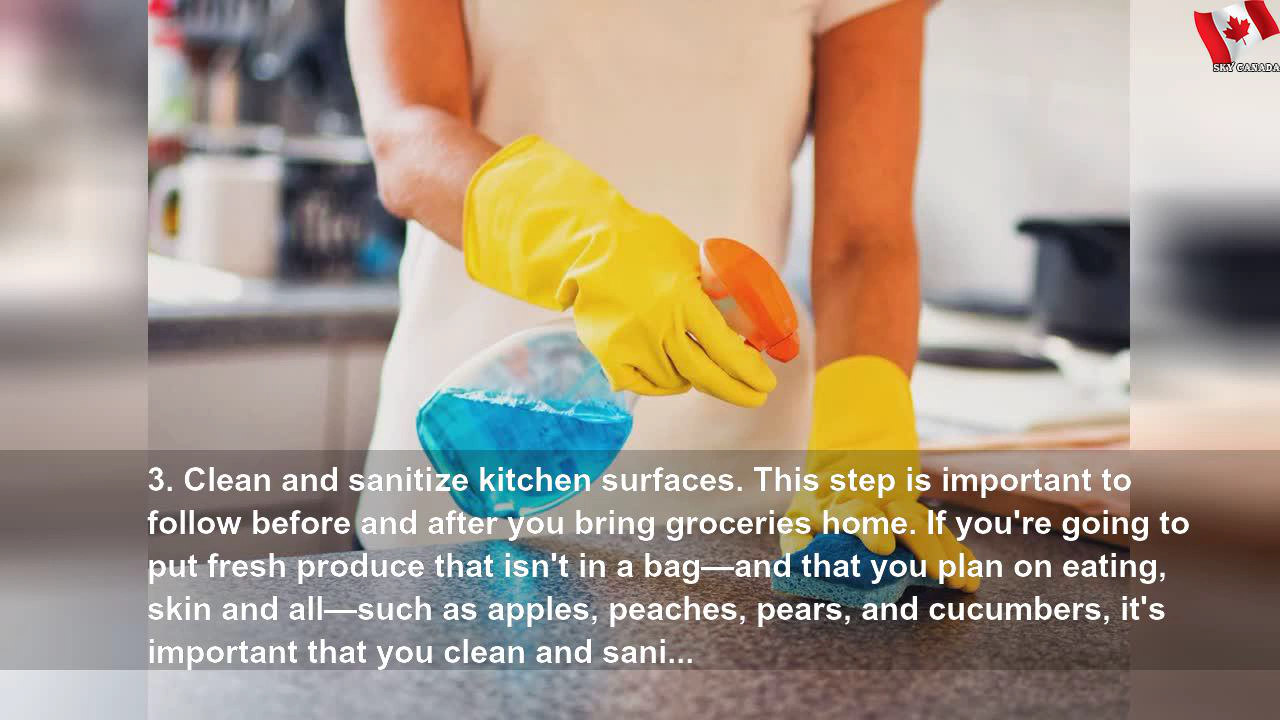 SKY CANADA
3. Clean and sanitize kitchen surfaces. This step is important to
follow before and after you bring groceries home. If you're going to
put fresh produce that isn't in a bag—and that you plan on eating,
skin and all—such as apples, peaches, pears, and cucumbers, it's
important that you clean and sani...